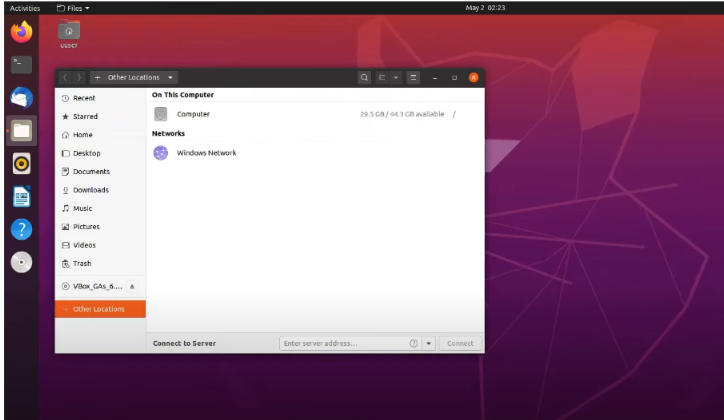 Activities Files May 2 02:23
Other Locations
On This Computer
Recent
Computer 29.5 GB / 44.3 GB available /
Starred
Networks
Home
Windows Network
Desktop
Documents
Downloads
Music
Pictures
Videos
Trash
VBox_GAs_6....
Other Locations
Connect to Server Enter server address... Connect